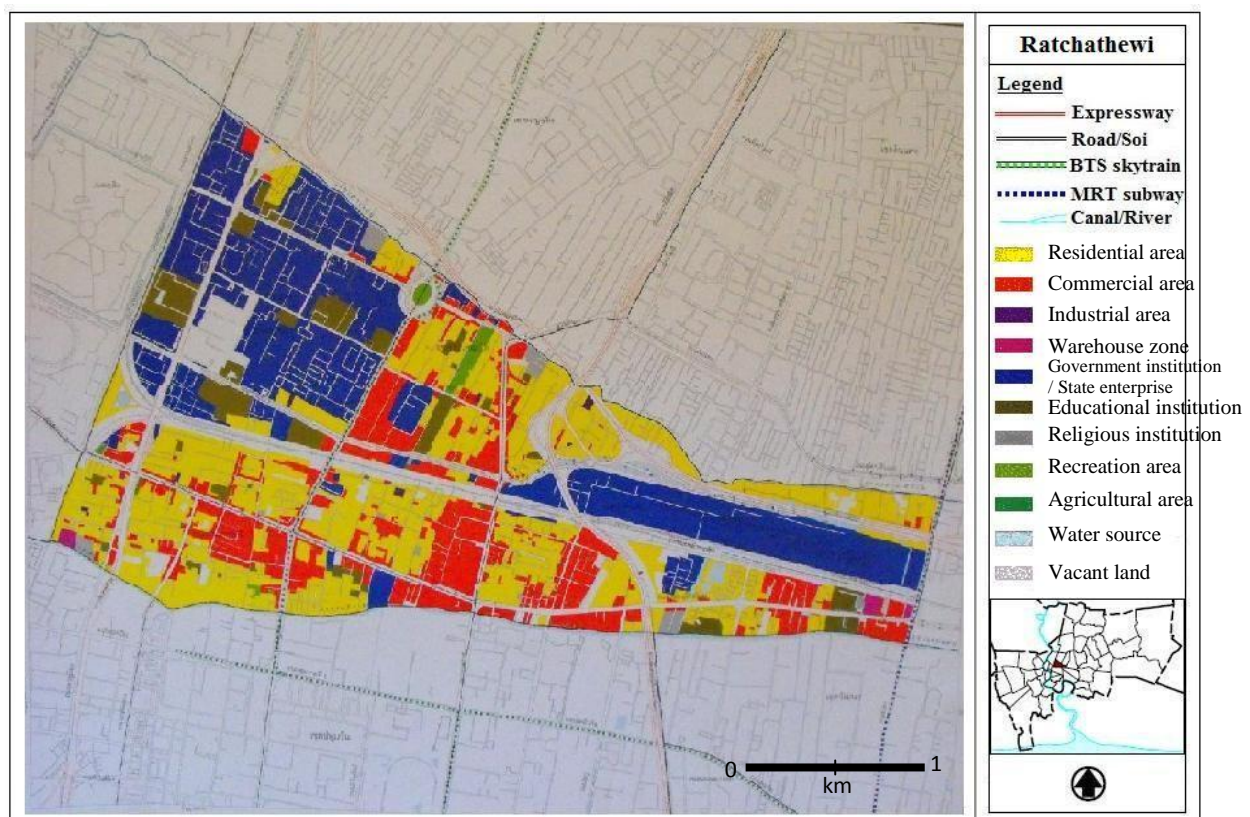 Ratchathewi
Legend
Expressway
Road/Soi
BTS skytrain
MRT subway
Canal/River
Residential area
Commercial area
Industrial area
Warehouse zone
Government institution
/ State enterprise
Educational institution
Religious institution
Recreation area
Agricultural area
Water source
Vacant land
0 1
km